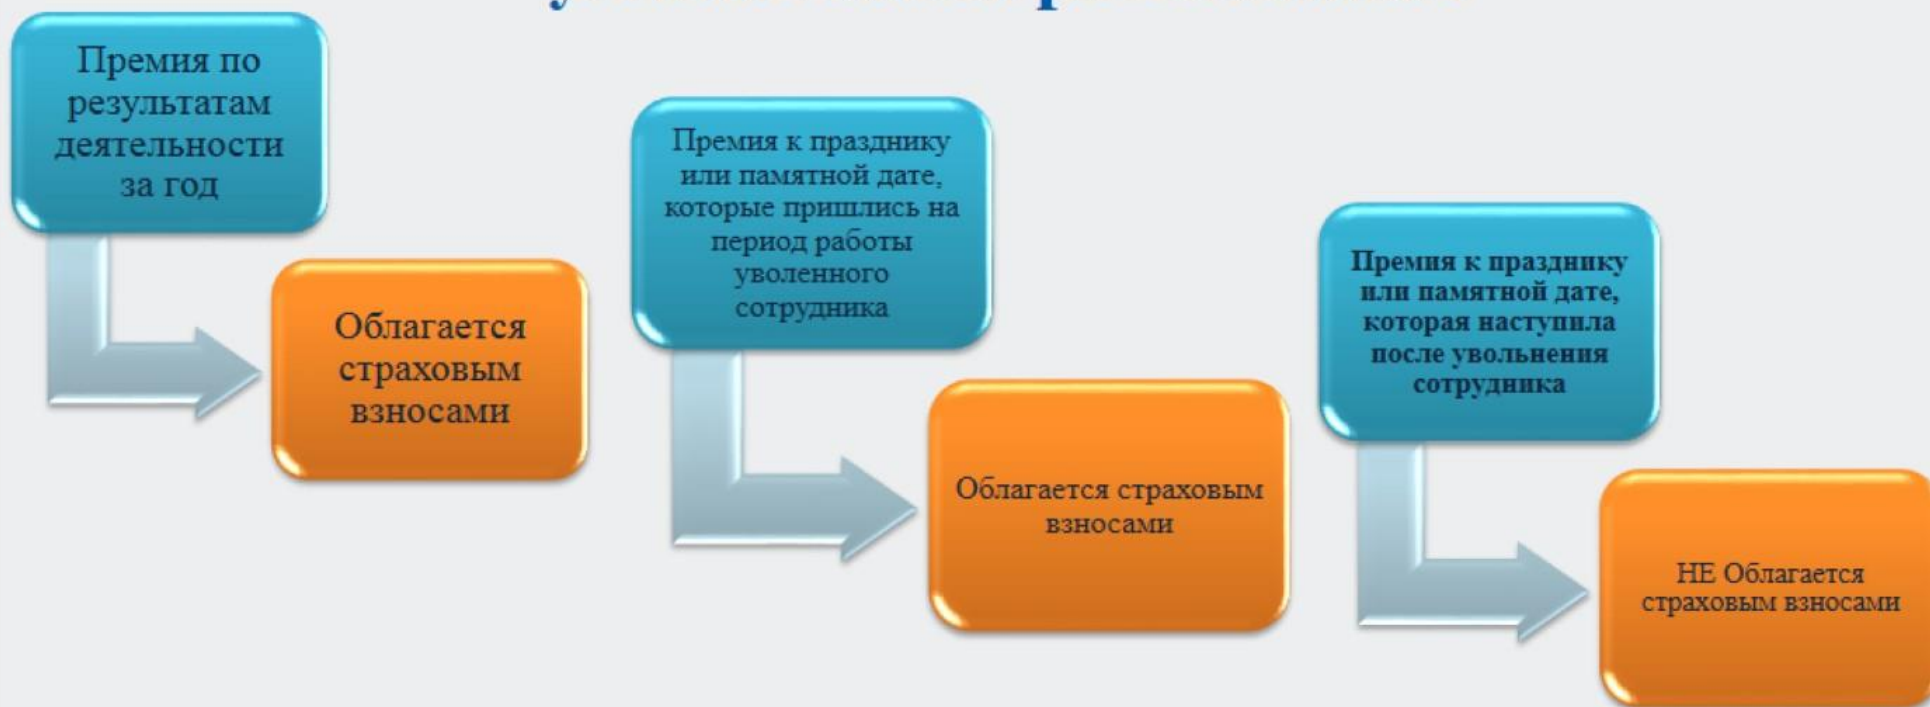 Премия по
результатам
деятельности
за год
Облагается
страховым
взносами
Премия к празднику
или памятной дате,
которые пришлись на
период работы
уволенного
сотрудника
Облагается страховым
взносами
Премия к празднику
или памятной дате,
которая наступила
после увольнения
сотрудника
НЕ Облагается
страховым взносами